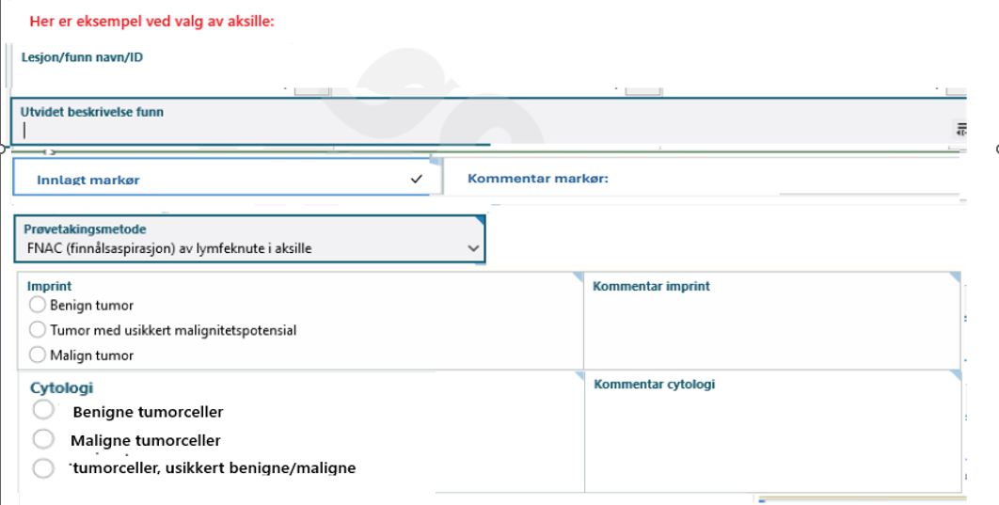 Her er eksempel ved valg av aksille:
Lesjon/funn navn/ID
Utvidet beskrivelse funn
Innlagt markør
Kommentar markør:
Prøvetakingsmetode
FNAC (finnålsaspirasjon) av lymfeknute i aksille
Imprint
Kommentar imprint
Benign tumor
Tumor med usikkert malignitetspotensial
Malign tumor
Cytologi
Kommentar cytologi
Benigne tumorceller
Maligne tumorceller
tumorceller, usikkert benigne/maligne